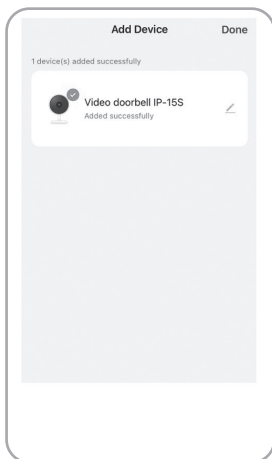 Add Device Done
1 device(s) added successfully
Video doorbell IP-15S
Added successfully